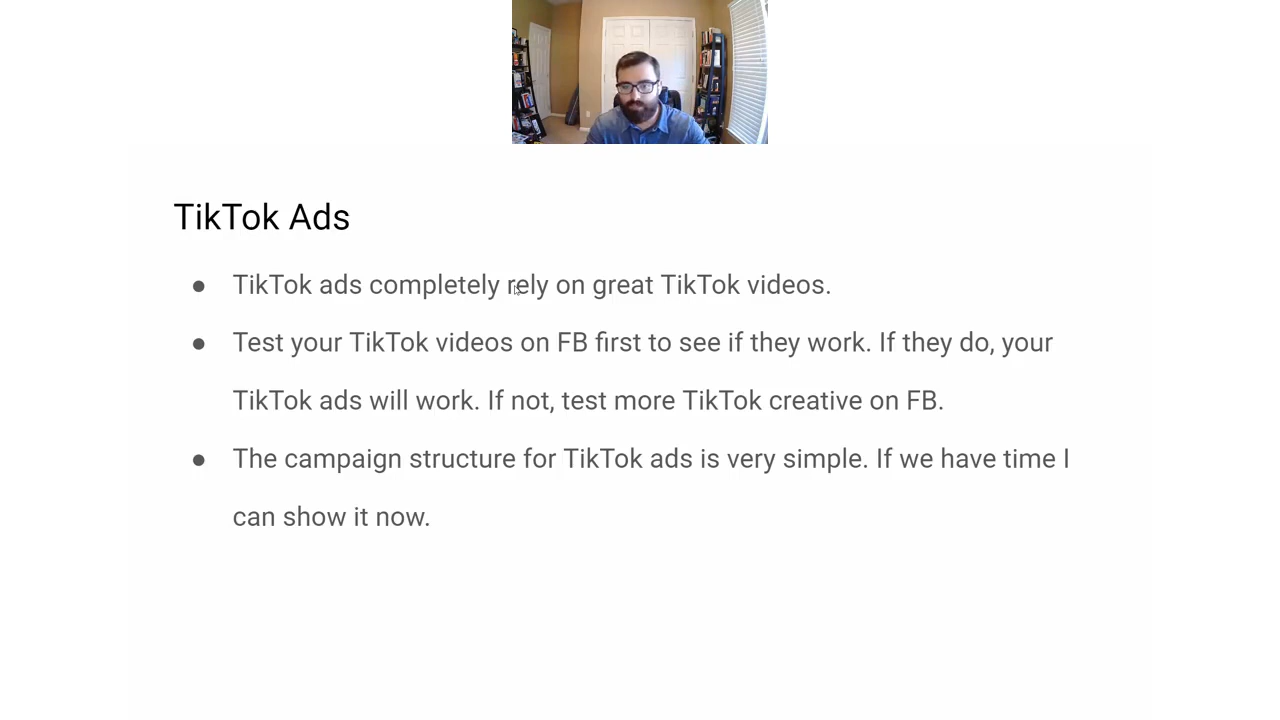 TikTok Ads
● TikTok ads completely rely on great TikTok videos.
● Test your TikTok videos on FB first to see if they work. If they do, your
TikTok ads will work. If not, test more TikTok creative on FB.
● The campaign structure for TikTok ads is very simple. If we have time I
can show it now.